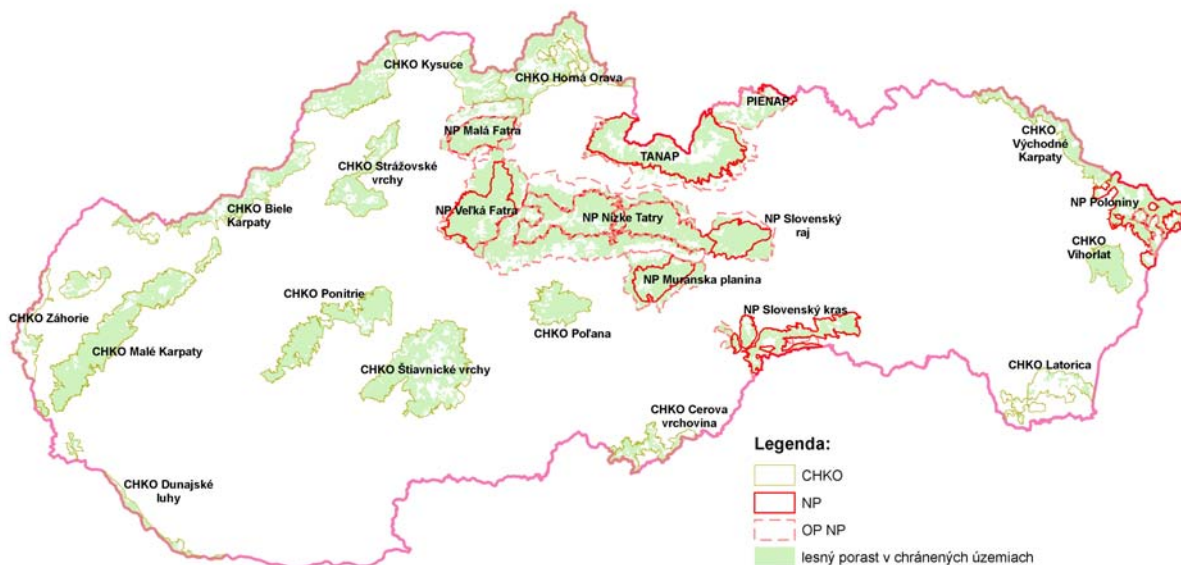 CHKO Kysuce
CHKO Horná Orava
PIENAP
NP Malá Fatra
TANAP
CHKO
Východné
Karpaty
CHKO Strážovské
vrchy
NP Veľká Fatra
NP Nízke Tatry
NP Slovenský
raj
NP Poloniny
CHKO Biele
Karpaty
CHKO
Vihorlat
NP Muránska planina
CHKO Ponitrie
CHKO Záhorie
CHKO Poľana
NP Slovenský kras
CHKO Malé Karpaty
CHKO Štiavnické vrchy
CHKO Latorica
CHKO Cerova
vrchovina
CHKO Dunajské
luhy
Legenda:
CHKO
NP
OP NP
lesný porast v chránených územiach